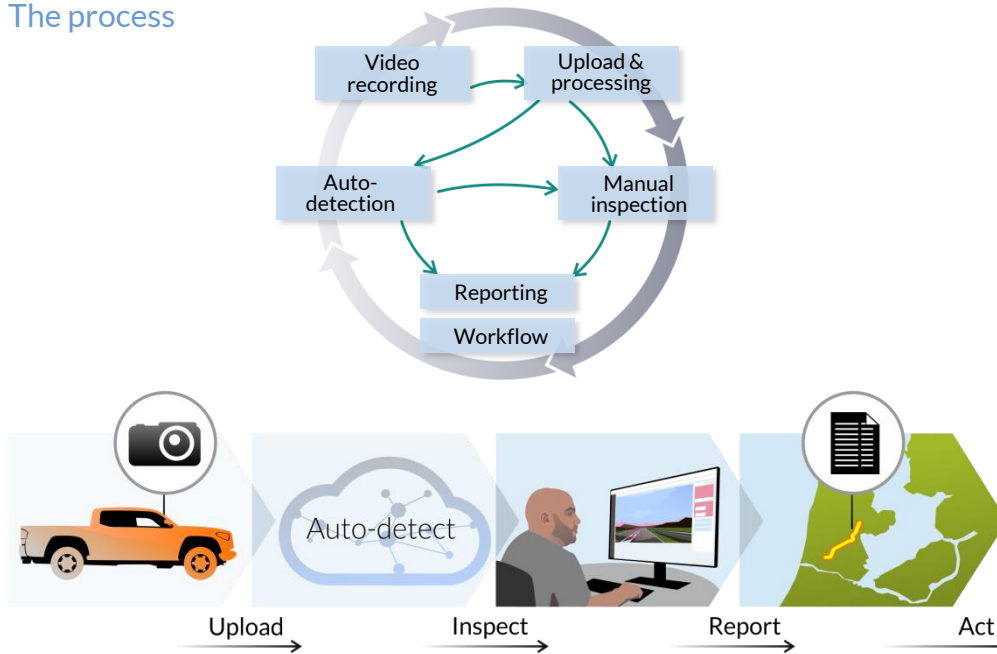 The process
Video
recording
Upload &
processing
Auto-
detection
Manual
inspection
Reporting
Workflow
Auto-detect
Upload
Inspect
Report
Act